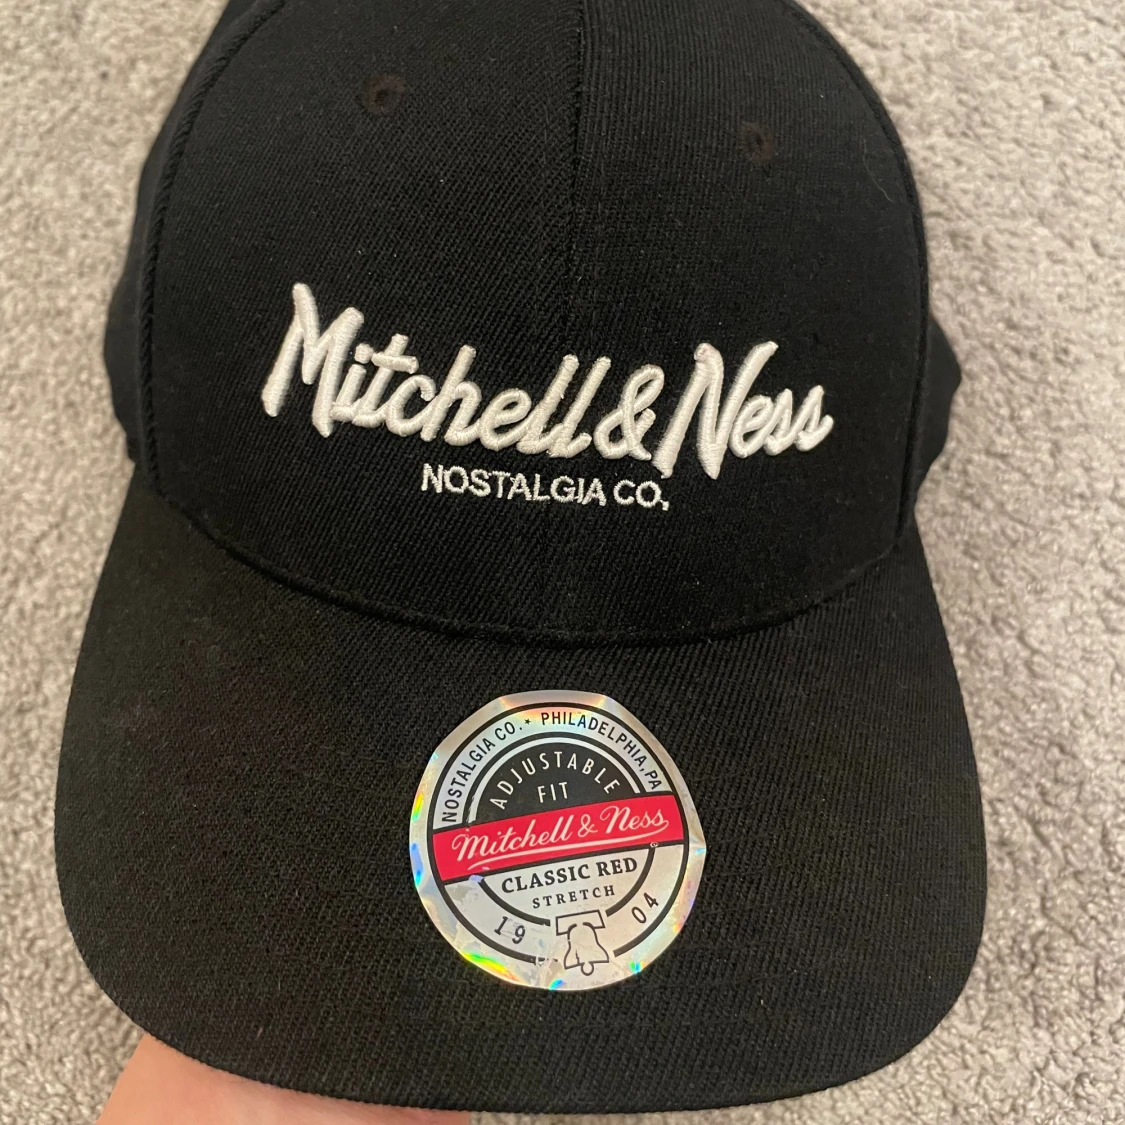 Mitchell & Ness
NOSTALGIA CO,
NOSTALGIA CO. ★ PHILADELPHIA, PA
ADJUSTABLE
FIT
Mitchell & Ness
CLASSIC RED
STRETCH
19 04